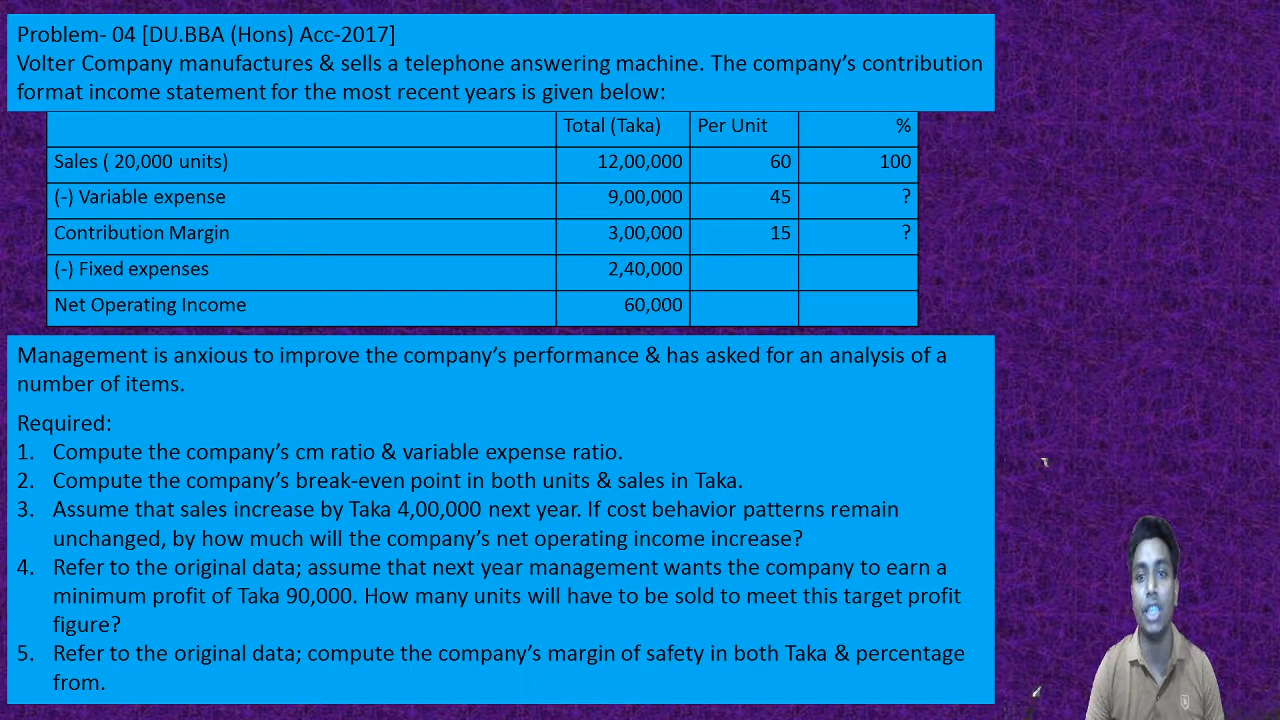 Problem- 04 [DU.BBA (Hons) Acc-2017]
Volter Company manufactures & sells a telephone answering machine. The company's contribution
format income statement for the most recent years is given below:
Total (Taka) Per Unit %
Sales ( 20,000 units) 12,00,000 60 100
(-) Variable expense 9,00,000 45 ?
Contribution Margin 3,00,000 15 ?
(-) Fixed expenses 2,40,000
Net Operating Income 60,000
Management is anxious to improve the company's performance & has asked for an analysis of a
number of items.
Required:
1. Compute the company's cm ratio & variable expense ratio.
2. Compute the company's break-even point in both units & sales in Taka.
3. Assume that sales increase by Taka 4,00,000 next year. If cost behavior patterns remain
unchanged, by how much will the company's net operating income increase?
4. Refer to the original data; assume that next year management wants the company to earn a
minimum profit of Taka 90,000. How many units will have to be sold to meet this target profit
figure?
5. Refer to the original data; compute the company's margin of safety in both Taka & percentage
from.